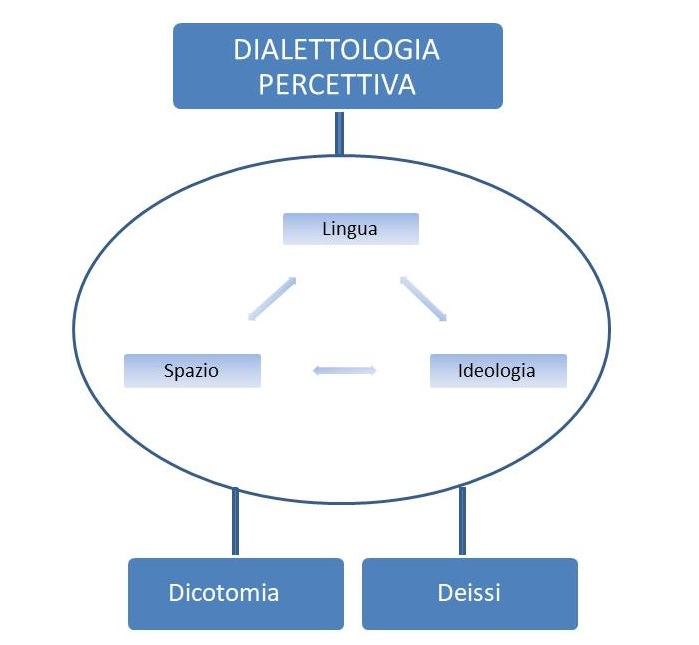 DIALETTOLOGIA
PERCETTIVA
Lingua
Spazio
Ideologia
Dicotomia
Deissi